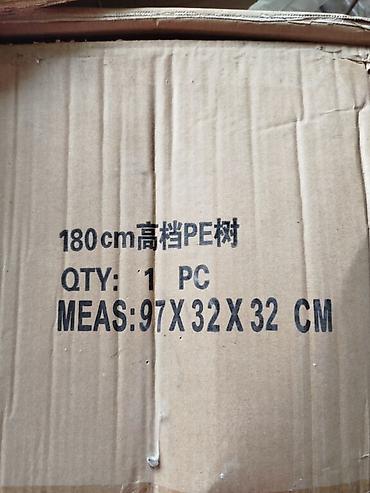 180cm高档PE树
QTY: 1 PC
MEAS:97X32X32 CM